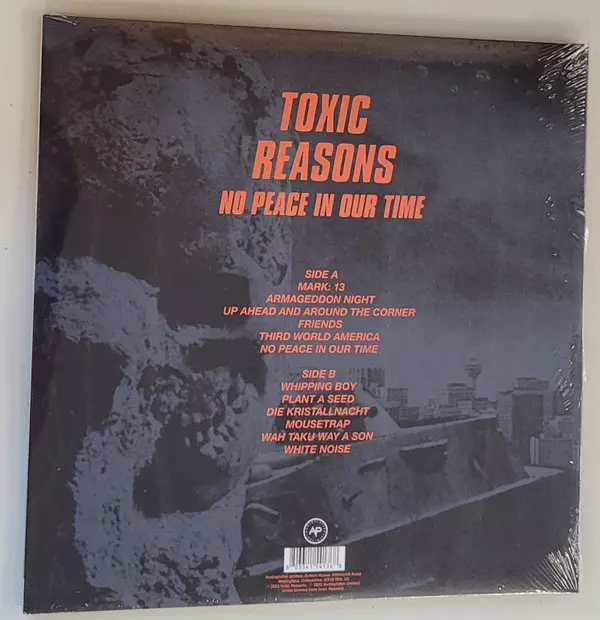 TOXIC
REASONS
NO PEACE IN OUR TIME
SIDE A
MARK: 13
ARMAGEDDON NIGHT
UP AHEAD AND AROUND THE CORNER
FRIENDS
THIRD WORLD AMERICA
NO PEACE IN OUR TIME
SIDE B
WHIPPING BOY
PLANT A SEED
DIE KRISTALLNACHT
MOUSETRAP
WAH TAKU WAY A SON
WHITE NOISE
AP